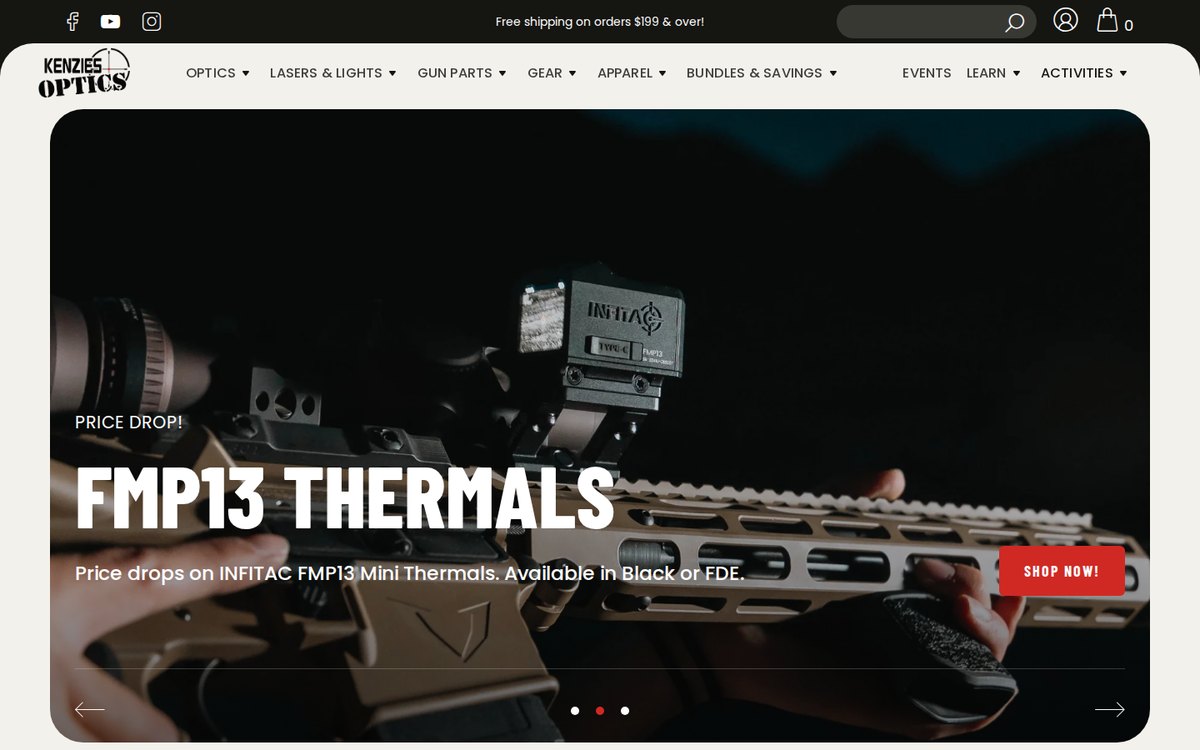 Free shipping on orders $199 & over!
0
KENZIES
OPTICS
OPTICS
LASERS & LIGHTS
GUN PARTS
GEAR
APPAREL
BUNDLES & SAVINGS
EVENTS
LEARN
ACTIVITIES
INFITAC
TYPE-C
FMP13
PRICE DROP!
FMP13 THERMALS
Price drops on INFITAC FMP13 Mini Thermals. Available in Black or FDE.
SHOP NOW!